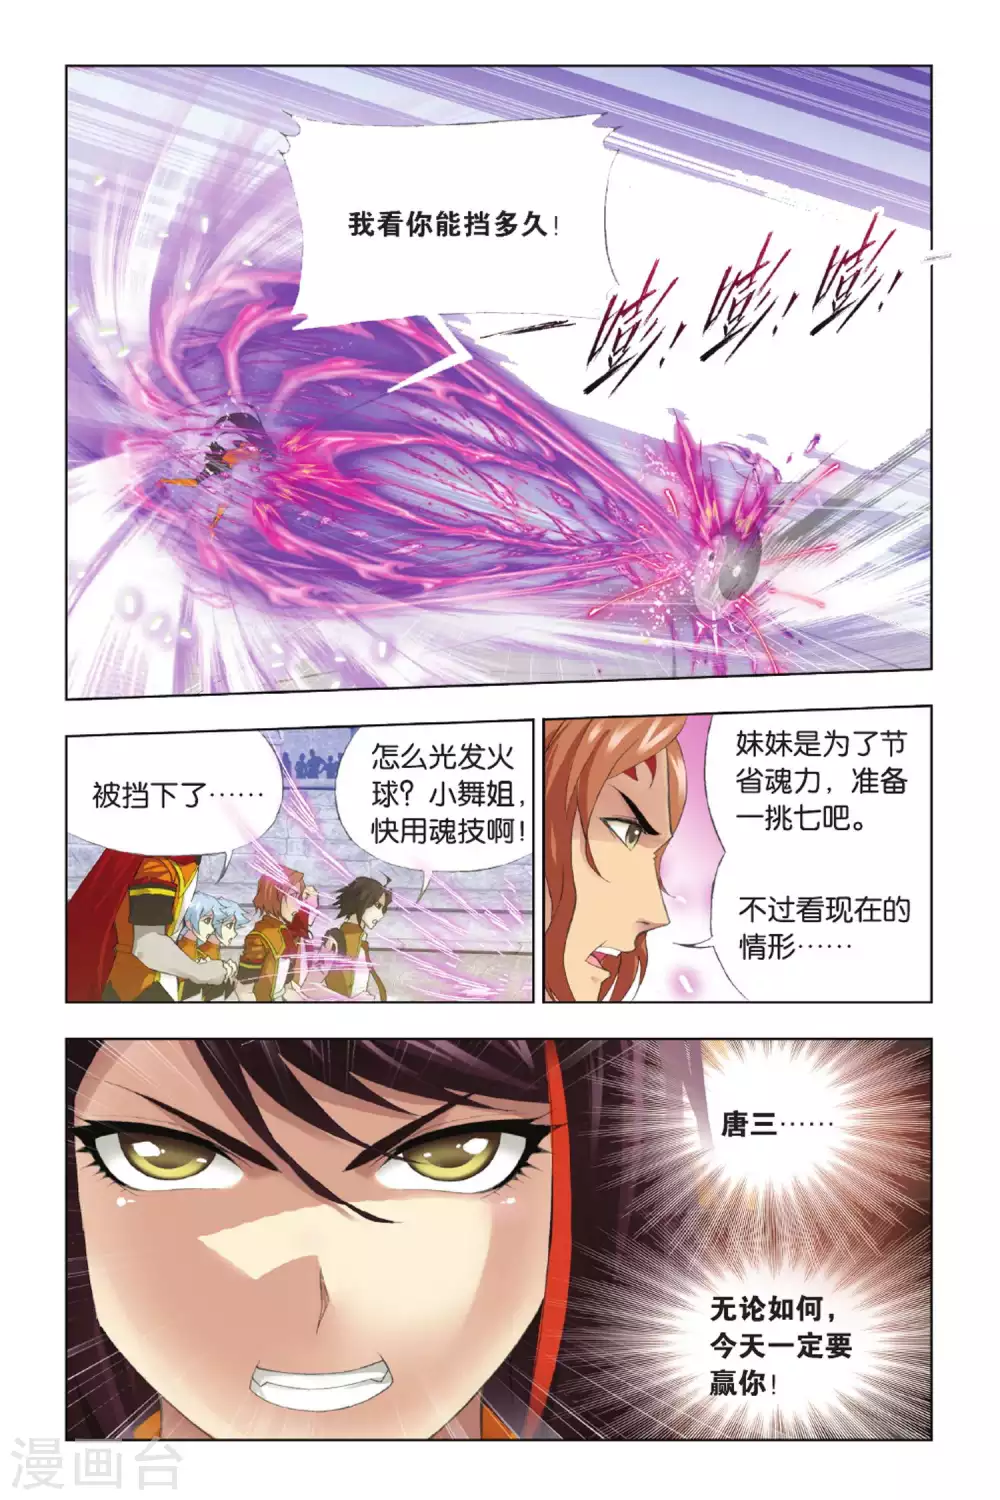 我看你能挡多久！
嘭！嘭！嘭！
被挡下了……
怎么光发火
球？小舞姐，
快用魂技啊！
妹妹是为了节
省魂力，准备
一挑七吧。
不过看现在的
情形……
唐三……
无论如何，
今天一定要
赢你！
漫画台